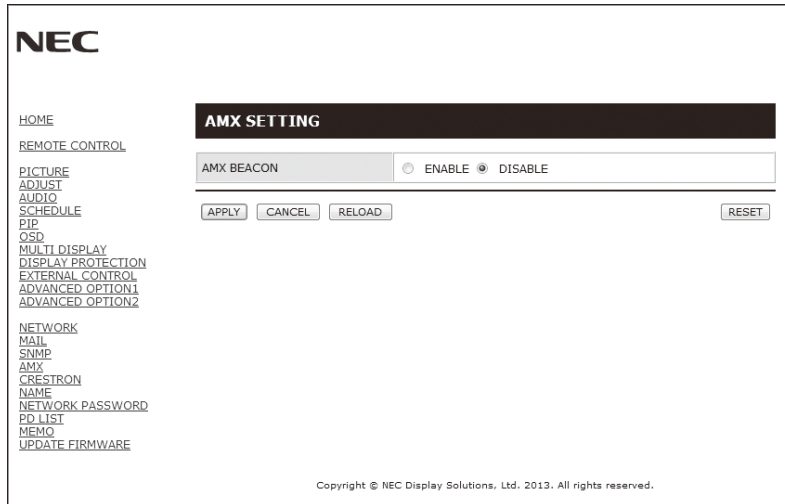 NEC
HOME
REMOTE CONTROL
PICTURE
ADJUST
AUDIO
SCHEDULE
PIP
OSD
MULTI DISPLAY
DISPLAY PROTECTION
EXTERNAL CONTROL
ADVANCED OPTION1
ADVANCED OPTION2
NETWORK
MAIL
SNMP
AMX
CRESTRON
NAME
NETWORK PASSWORD
PD LIST
MEMO
UPDATE FIRMWARE
AMX SETTING
AMX BEACON ENABLE DISABLE
APPLY CANCEL RELOAD RESET
Copyright © NEC Display Solutions, Ltd. 2013. All rights reserved.